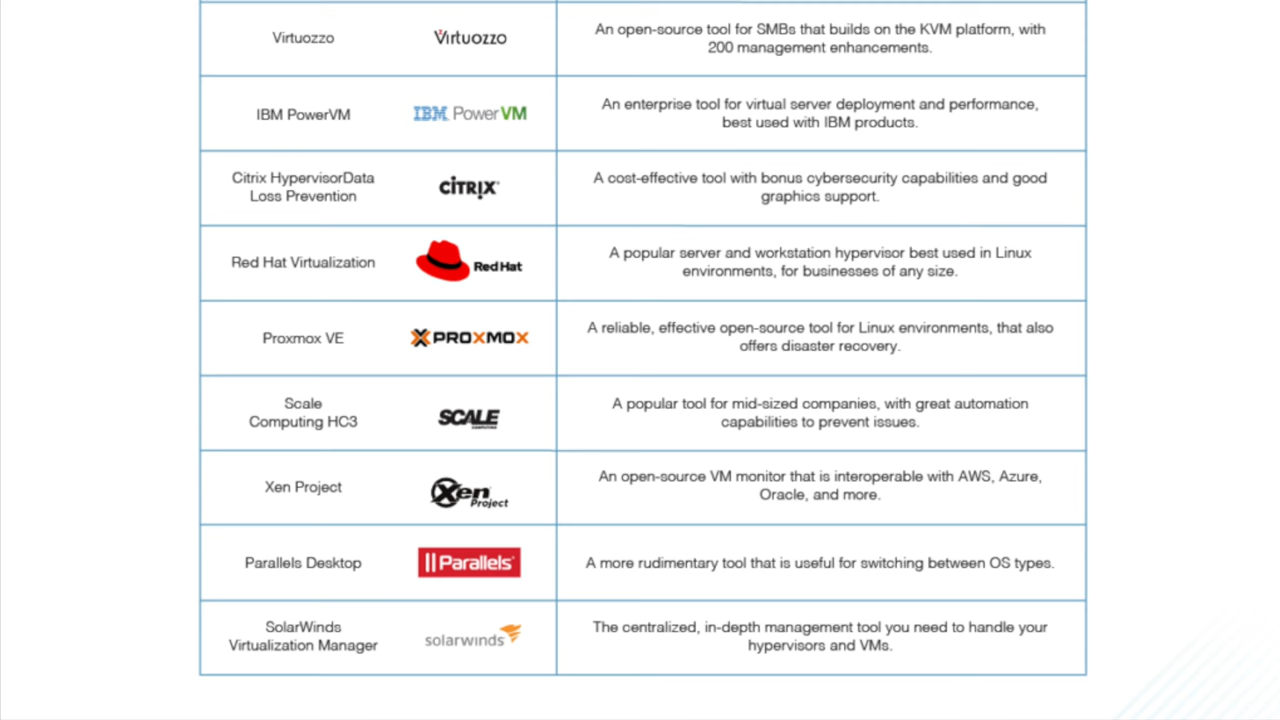 Virtuozzo
Virtuozzo
An open-source tool for SMBs that builds on the KVM platform, with
200 management enhancements.
IBM PowerVM
IBM PowerVM
An enterprise tool for virtual server deployment and performance,
best used with IBM products.
Citrix HypervisorData
Loss Prevention
CITRIX
A cost-effective tool with bonus cybersecurity capabilities and good
graphics support.
Red Hat Virtualization
Red Hat
A popular server and workstation hypervisor best used in Linux
environments, for businesses of any size.
Proxmox VE
PROXMOX
A reliable, effective open-source tool for Linux environments, that also
offers disaster recovery.
Scale
Computing HC3
SCALE
COMPUTING
A popular tool for mid-sized companies, with great automation
capabilities to prevent issues.
Xen Project
Xen
Project
An open-source VM monitor that is interoperable with AWS, Azure,
Oracle, and more.
Parallels Desktop
Parallels
A more rudimentary tool that is useful for switching between OS types.
SolarWinds
Virtualization Manager
solarwinds
The centralized, in-depth management tool you need to handle your
hypervisors and VMs.